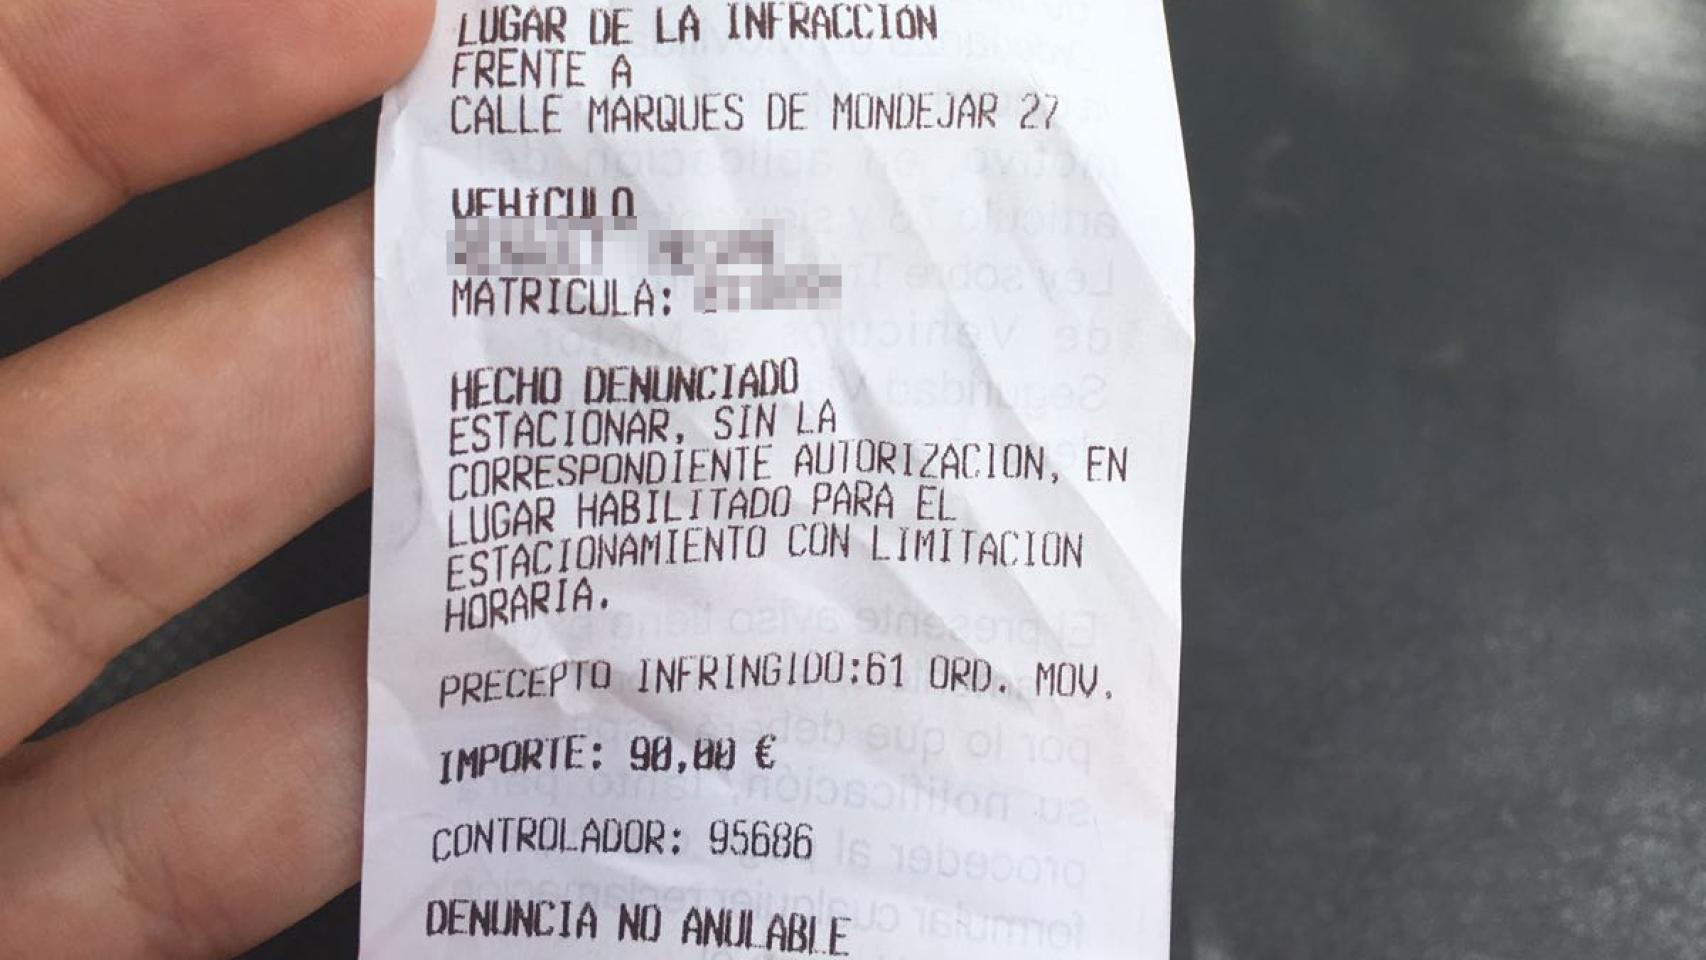 LUGAR DE LA INFRACCION
FRENTE A
CALLE MARQUES DE MONDEJAR 27
VEHíCULO
MATRICULA:
HECHO DENUNCIADO
ESTACIONAR, SIN LA
CORRESPONDIENTE AUTORIZACION, EN
LUGAR HABILITADO PARA EL
ESTACIONAMIENTO CON LIMITACION
HORARIA.
PRECEPTO INFRINGIDO:61 ORD. MOV.
IMPORTE: 90,00 €
CONTROLADOR: 95686
DENUNCIA NO ANULABLE